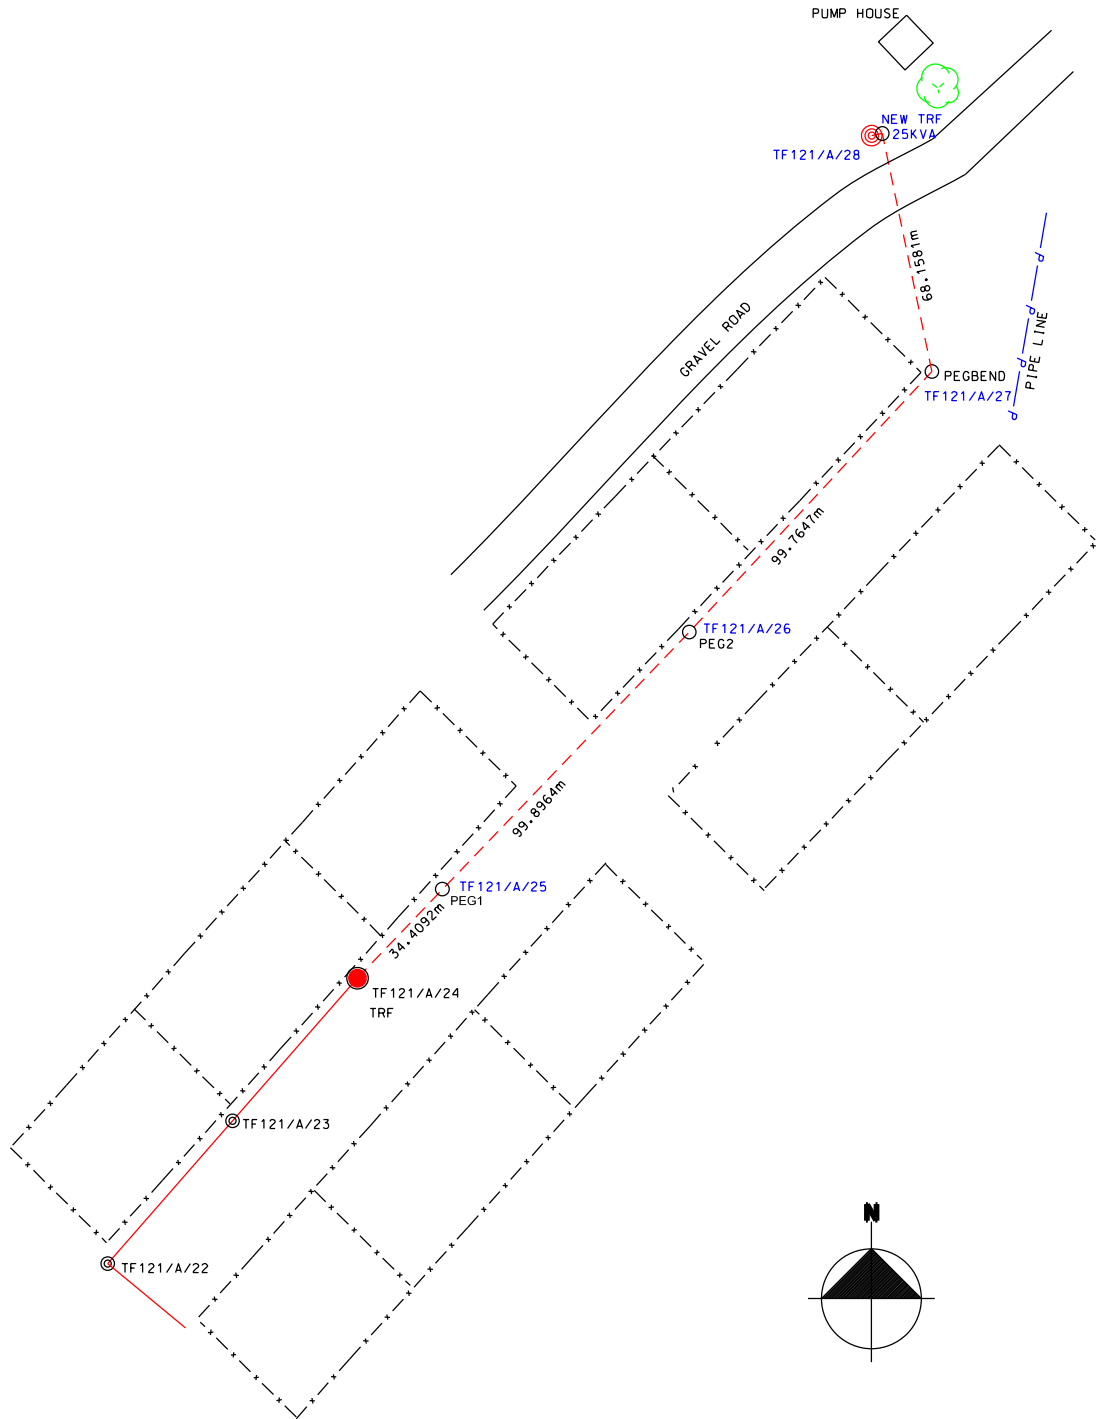 PUMP HOUSE
NEW TRF
25KVA
TF121/A/28
68.1581m
P
P
P
P
PIPE LINE
GRAVEL ROAD
PEGBEND
TF121/A/27
99.7647m
TF121/A/26
PEG2
99.8964m
TF121/A/25
PEG1
34.4092m
TF121/A/24
TRF
TF121/A/23
TF121/A/22
N